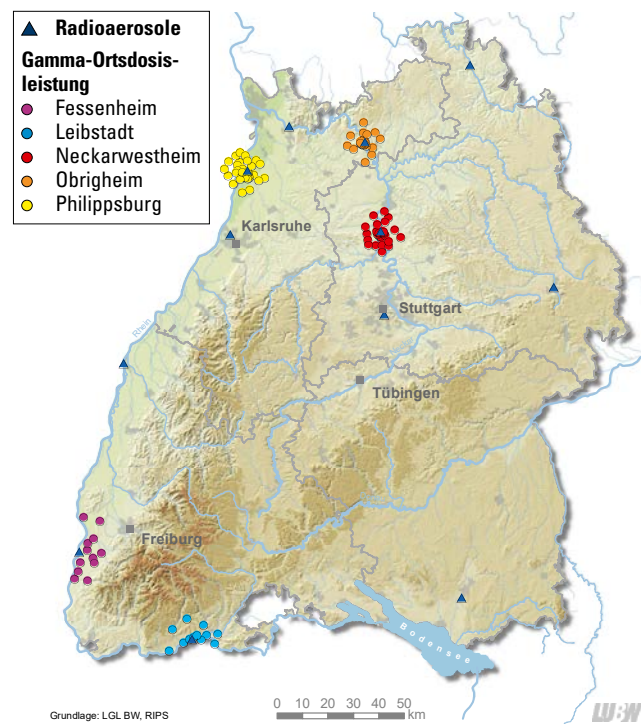 Radioaerosole
Gamma-Ortsdosis-
leistung
Fessenheim
Leibstadt
Neckarwestheim
Obrigheim
Philippsburg
Karlsruhe
Stuttgart
Rhein
Tübingen
Freiburg
Bodensee
0 10 20 30 40 50
km
Grundlage: LGL BW, RIPS
LUBW